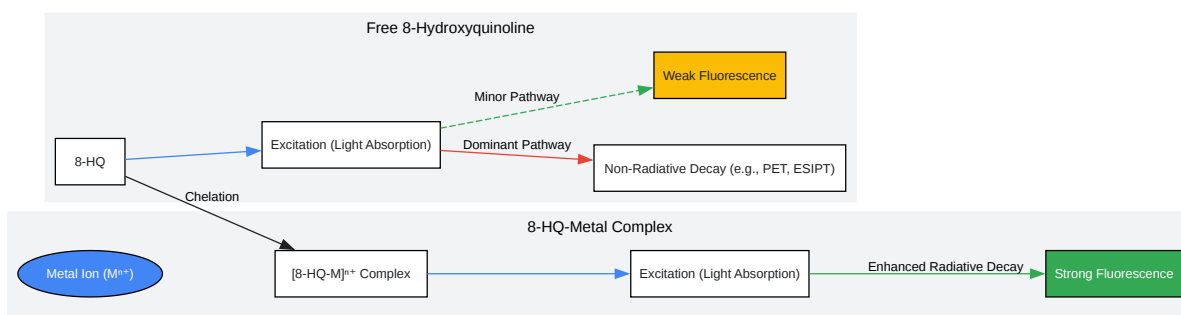 Free 8-Hydroxyquinoline
Weak Fluorescence
Minor Pathway
Excitation (Light Absorption)
Dominant Pathway
8-HQ
Non-Radiative Decay (e.g., PET, ESIPT)
Chelation
8-HQ-Metal Complex
Metal Ion (Mⁿ⁺)
[8-HQ-M]ⁿ⁺ Complex
Excitation (Light Absorption)
Enhanced Radiative Decay
Strong Fluorescence